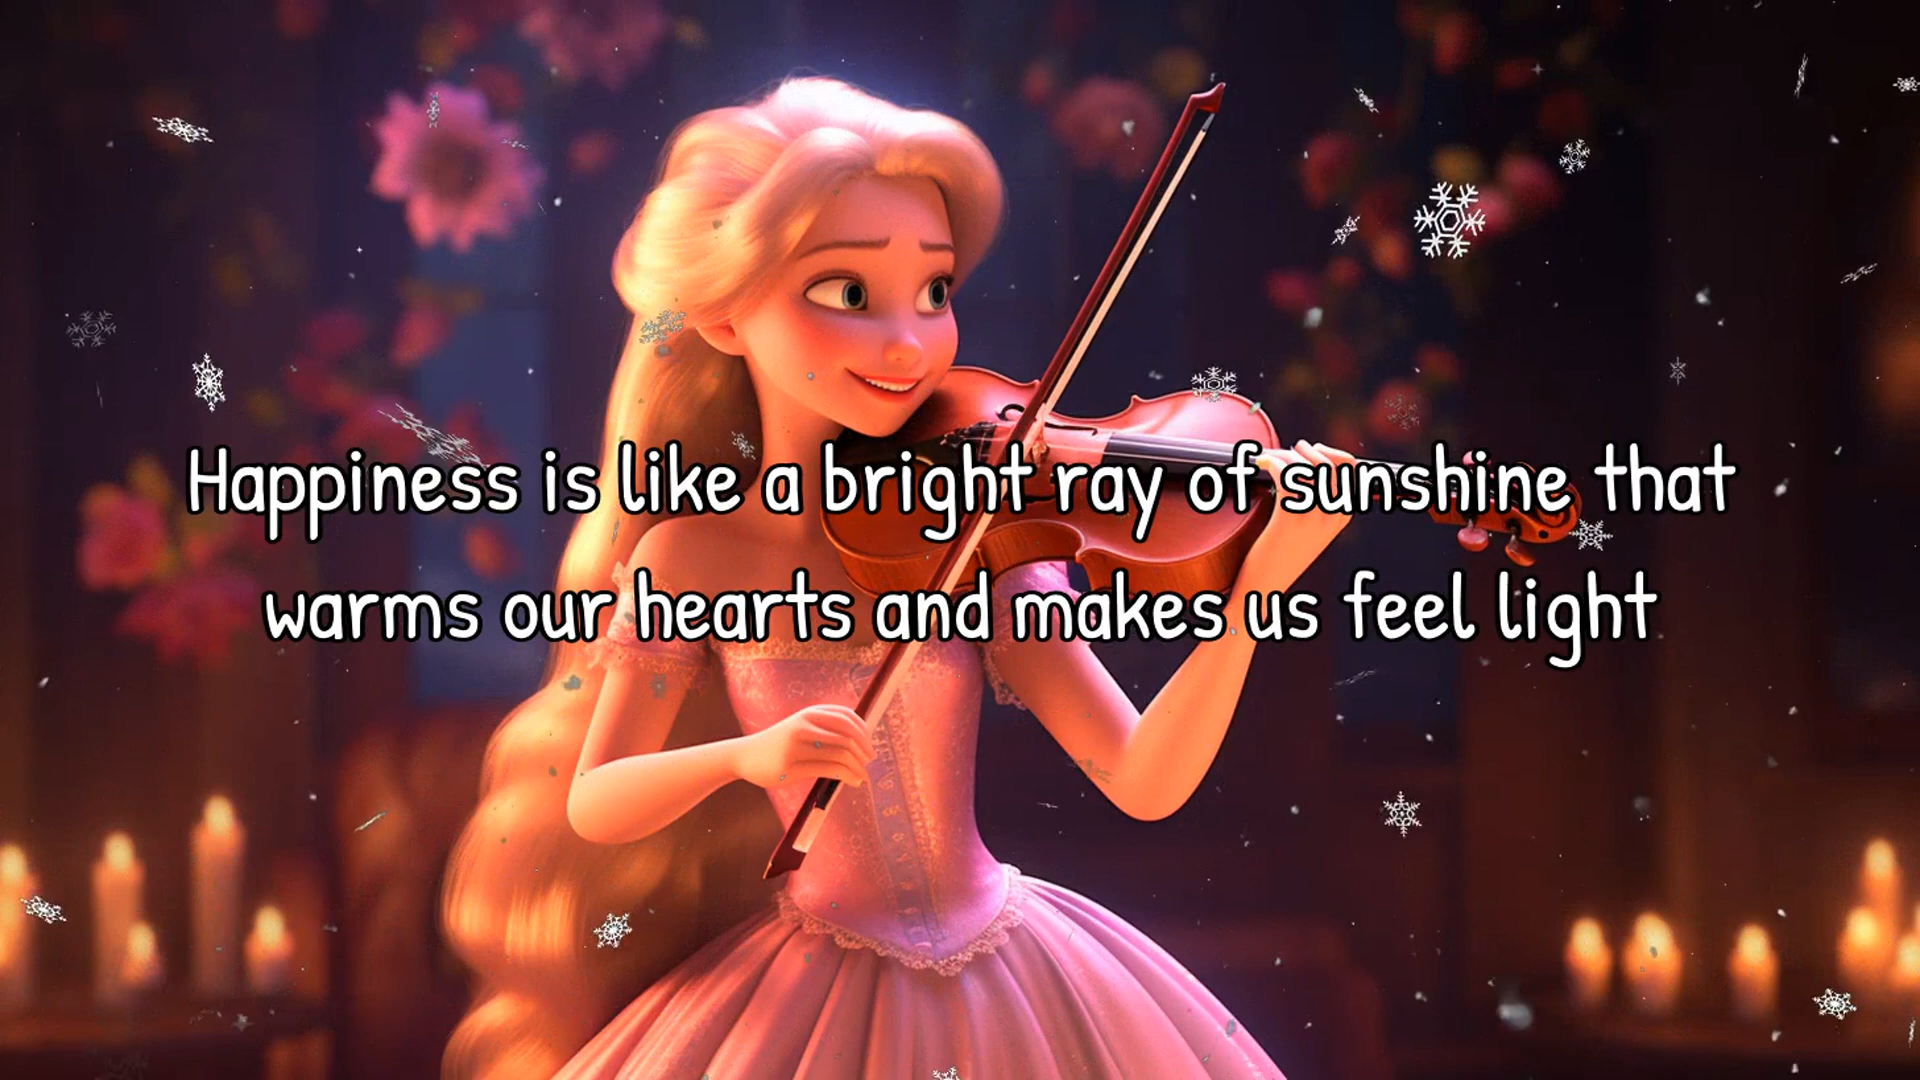 Happiness is like a bright ray of sunshine that
warms our hearts and makes us feel light